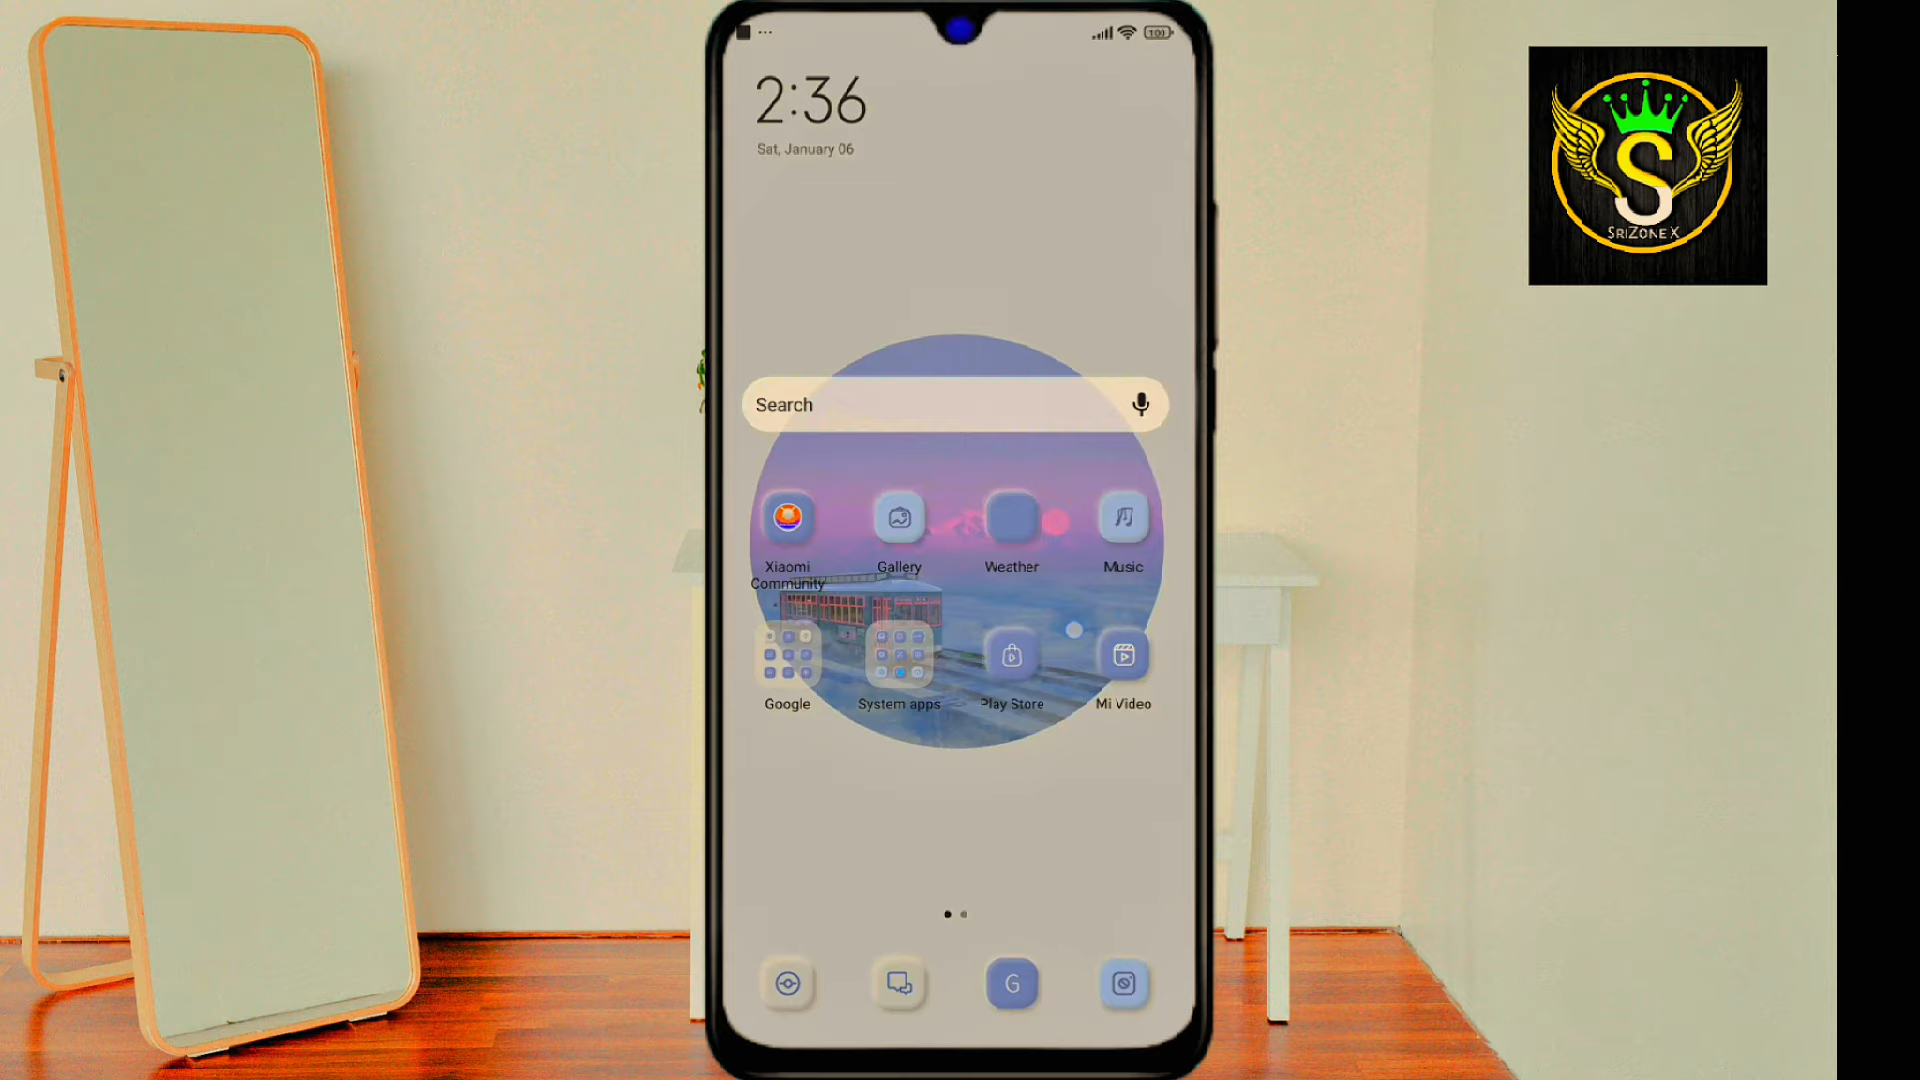 100
2:36
Sat, January 06
SRIZONE X
S
Search
Xiaomi
Community
Gallery
Weather
Music
Google
System apps
Play Store
Mi Video
G